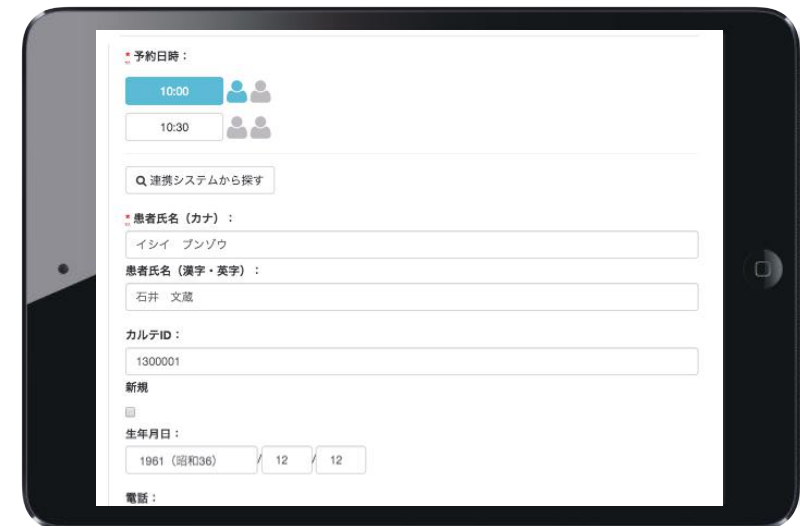 * 予約日時：
10:00
10:30
連携システムから探す
* 患者氏名（カナ）：
イシイ　ブンゾウ
患者氏名（漢字・英字）：
石井　文蔵
カルテID：
1300001
新規
生年月日：
1961（昭和36） / 12 / 12
電話：